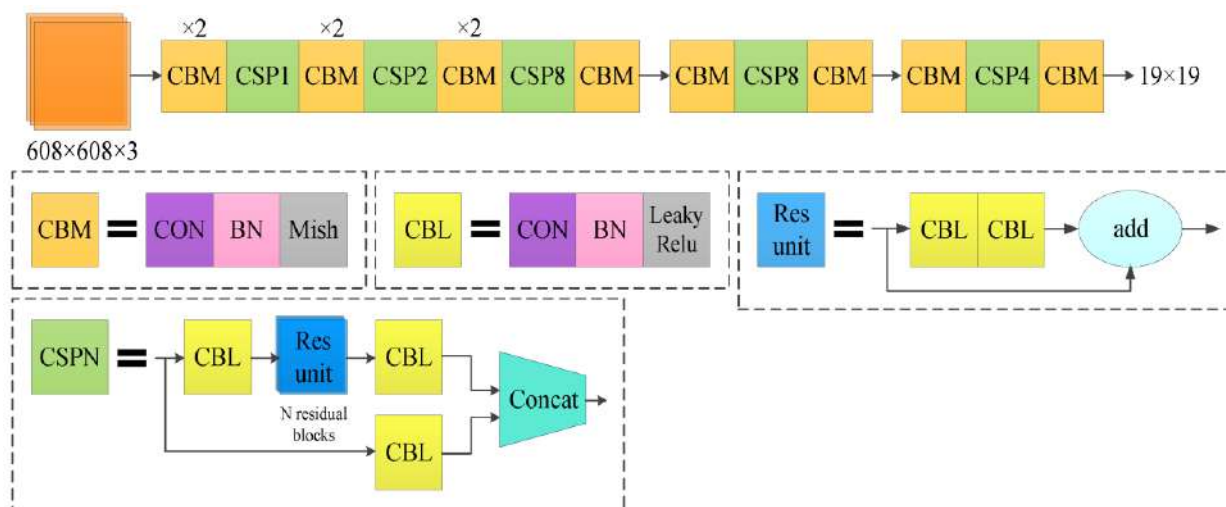 ×2 ×2 ×2
CBM CSP1 CBM CSP2 CBM CSP8 CBM CBM CSP8 CBM CBM CSP4 CBM 19×19
608×608×3
CBM = CON BN Mish
CBL = CON BN Leaky Relu
Res unit = CBL CBL add
CSPN = CBL Res unit CBL Concat
N residual
blocks
CBL